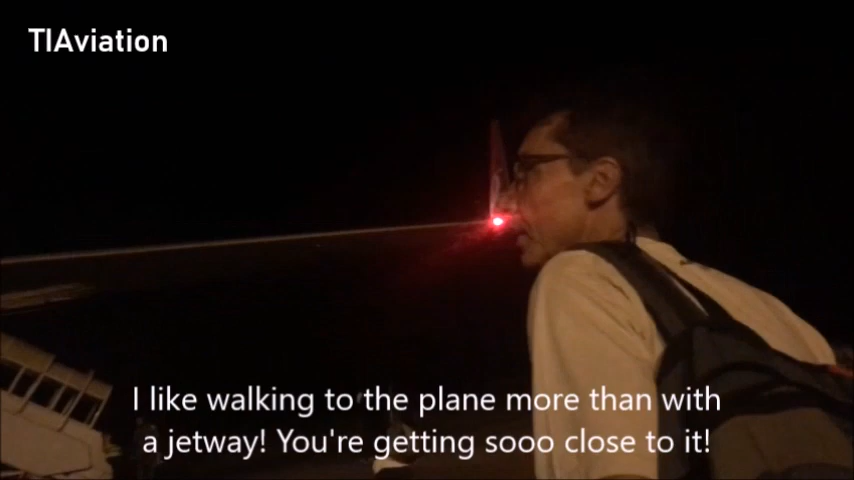 TIAviation
I like walking to the plane more than with
a jetway! You're getting sooo close to it!